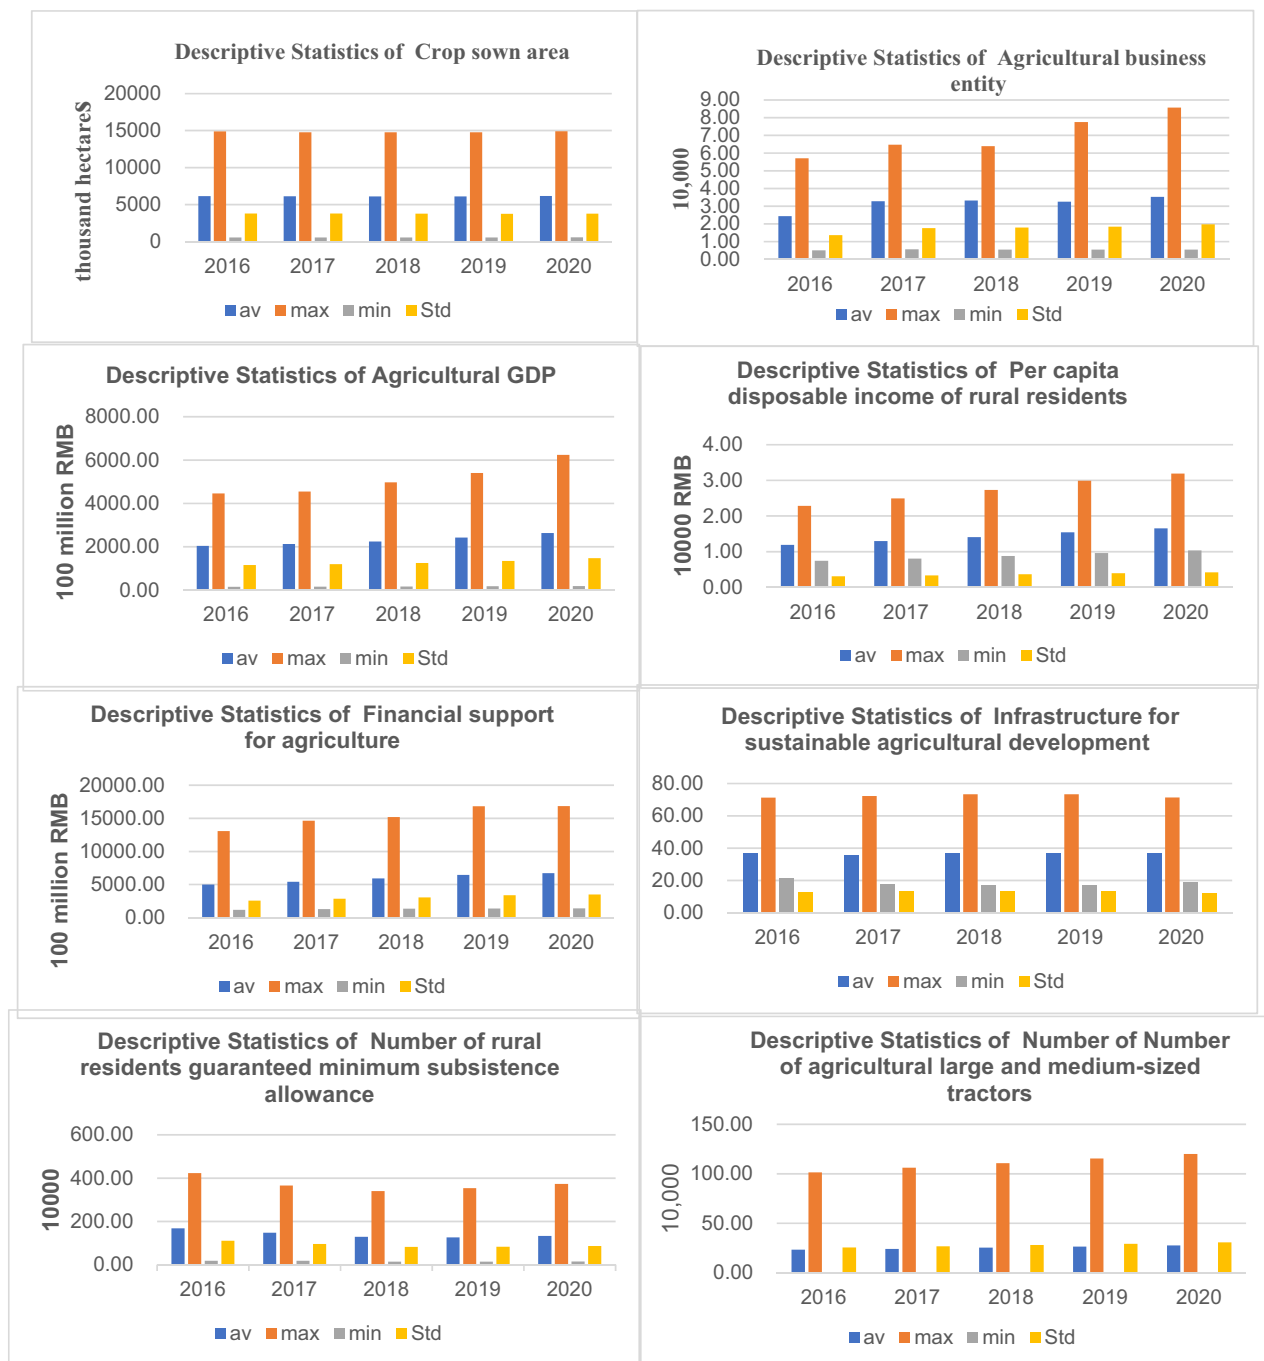 Descriptive Statistics of Crop sown area
thousand hectares
20000
15000
10000
5000
0
2016 2017 2018 2019 2020
av max min Std
Descriptive Statistics of Agricultural business
entity
10,000
9.00
8.00
7.00
6.00
5.00
4.00
3.00
2.00
1.00
0.00
2016 2017 2018 2019 2020
av max min Std
Descriptive Statistics of Agricultural GDP
100 million RMB
8000.00
6000.00
4000.00
2000.00
0.00
2016 2017 2018 2019 2020
av max min Std
Descriptive Statistics of Per capita
disposable income of rural residents
10000 RMB
4.00
3.00
2.00
1.00
0.00
2016 2017 2018 2019 2020
av max min Std
Descriptive Statistics of Financial support
for agriculture
100 million RMB
20000.00
15000.00
10000.00
5000.00
0.00
2016 2017 2018 2019 2020
av max min Std
Descriptive Statistics of Infrastructure for
sustainable agricultural development
80.00
60.00
40.00
20.00
0.00
2016 2017 2018 2019 2020
av max min Std
Descriptive Statistics of Number of rural
residents guaranteed minimum subsistence
allowance
10000
600.00
400.00
200.00
0.00
2016 2017 2018 2019 2020
av max min Std
Descriptive Statistics of Number of Number
of agricultural large and medium-sized
tractors
10,000
150.00
100.00
50.00
0.00
2016 2017 2018 2019 2020
av max min Std